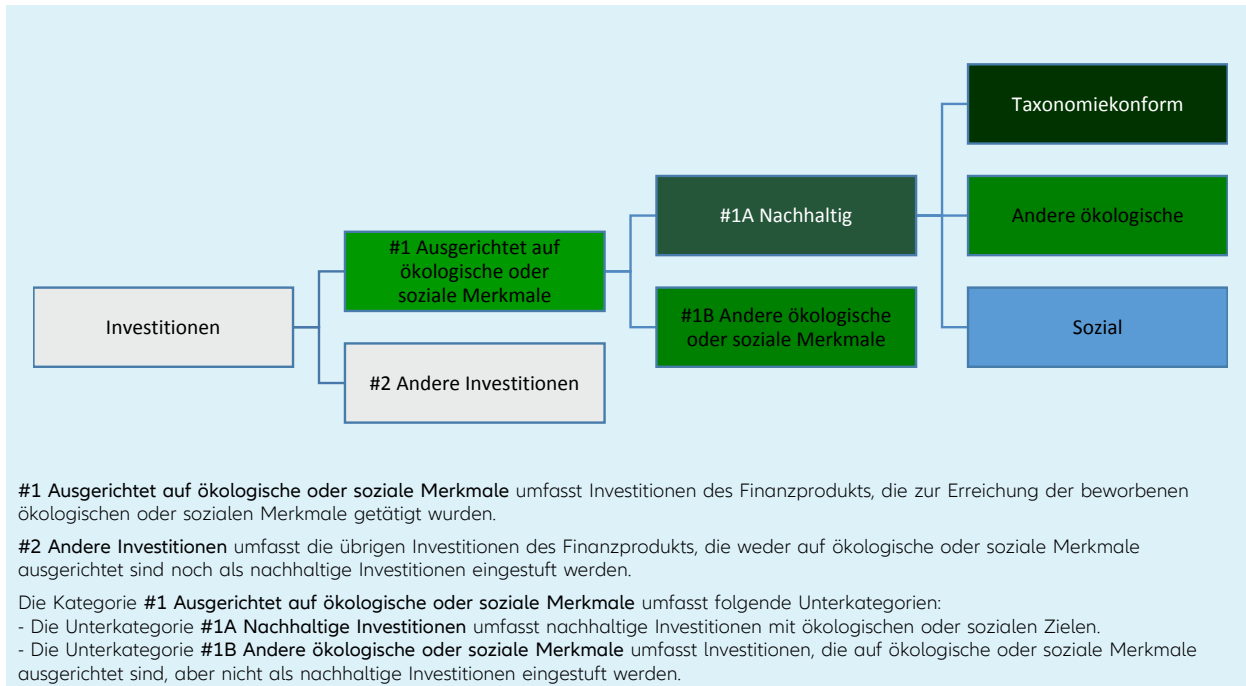 Taxonomiekonform
#1A Nachhaltig
Andere ökologische
#1 Ausgerichtet auf
ökologische oder
soziale Merkmale
Investitionen
#1B Andere ökologische
oder soziale Merkmale
Sozial
#2 Andere Investitionen
#1 Ausgerichtet auf ökologische oder soziale Merkmale umfasst Investitionen des Finanzprodukts, die zur Erreichung der beworbenen
ökologischen oder sozialen Merkmale getätigt wurden.
#2 Andere Investitionen umfasst die übrigen Investitionen des Finanzprodukts, die weder auf ökologische oder soziale Merkmale
ausgerichtet sind noch als nachhaltige Investitionen eingestuft werden.
Die Kategorie #1 Ausgerichtet auf ökologische oder soziale Merkmale umfasst folgende Unterkategorien:
- Die Unterkategorie #1A Nachhaltige Investitionen umfasst nachhaltige Investitionen mit ökologischen oder sozialen Zielen.
- Die Unterkategorie #1B Andere ökologische oder soziale Merkmale umfasst Investitionen, die auf ökologische oder soziale Merkmale
ausgerichtet sind, aber nicht als nachhaltige Investitionen eingestuft werden.